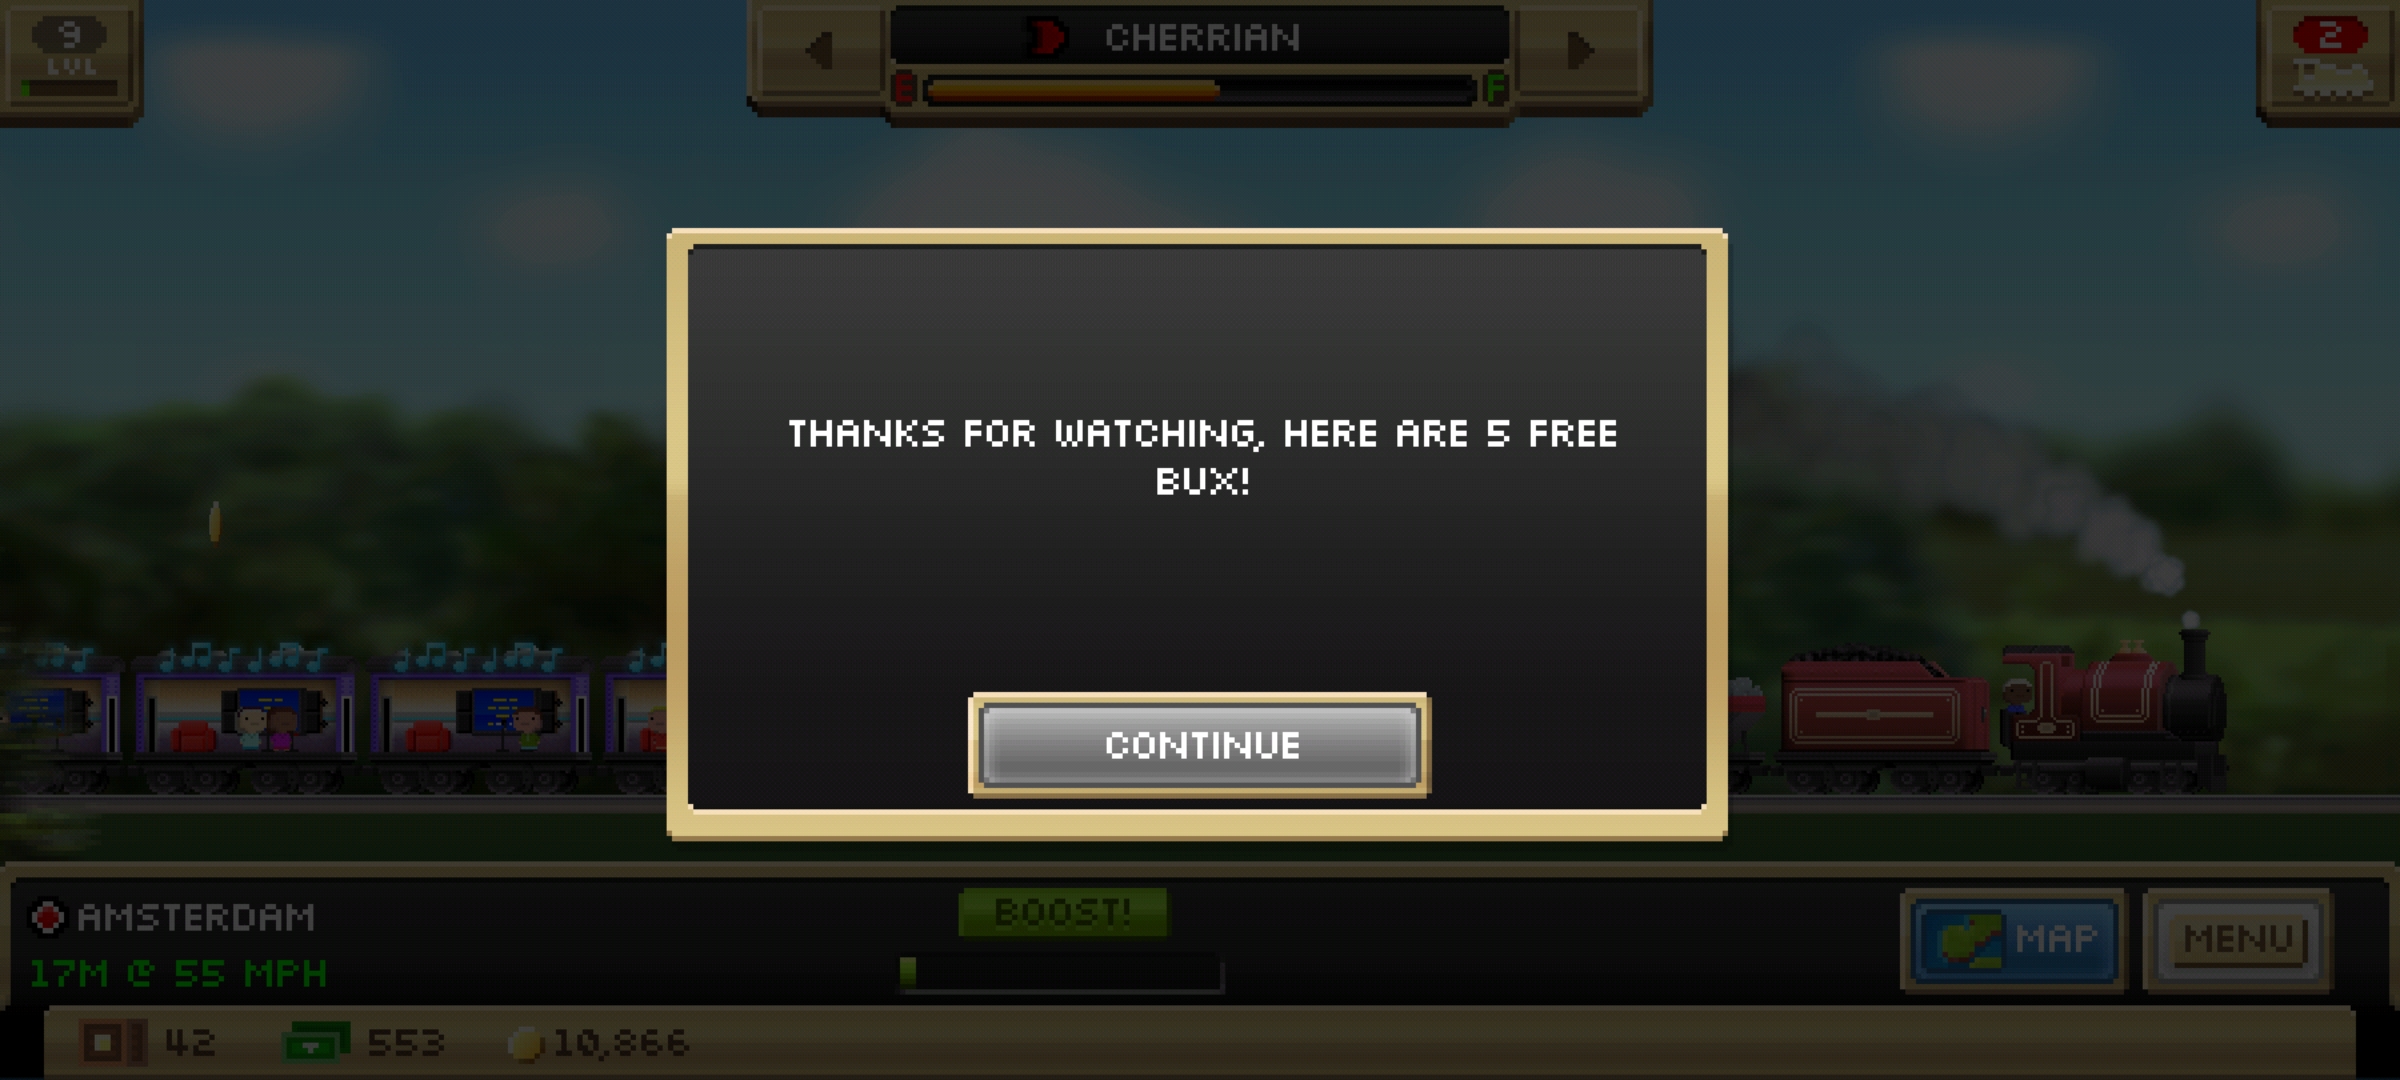 9
LVL
CHERRIAN
E F
2
THANKS FOR WATCHING, HERE ARE 5 FREE
BUX!
CONTINUE
AMSTERDAM
17M @ 55 MPH
BOOST!
MAP
MENU
42 553 10,866